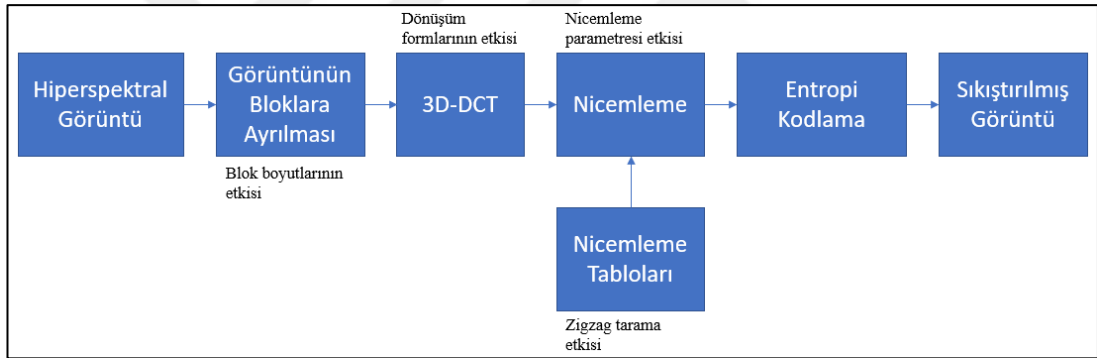 Dönüşüm
formlarının etkisi
Nicemleme
parametresi etkisi
Hiperspektral
Görüntü
Görüntünün
Bloklara
Ayrılması
3D-DCT
Nicemleme
Entropi
Kodlama
Sıkıştırılmış
Görüntü
Blok boyutlarının
etkisi
Nicemleme
Tabloları
Zigzag tarama
etkisi